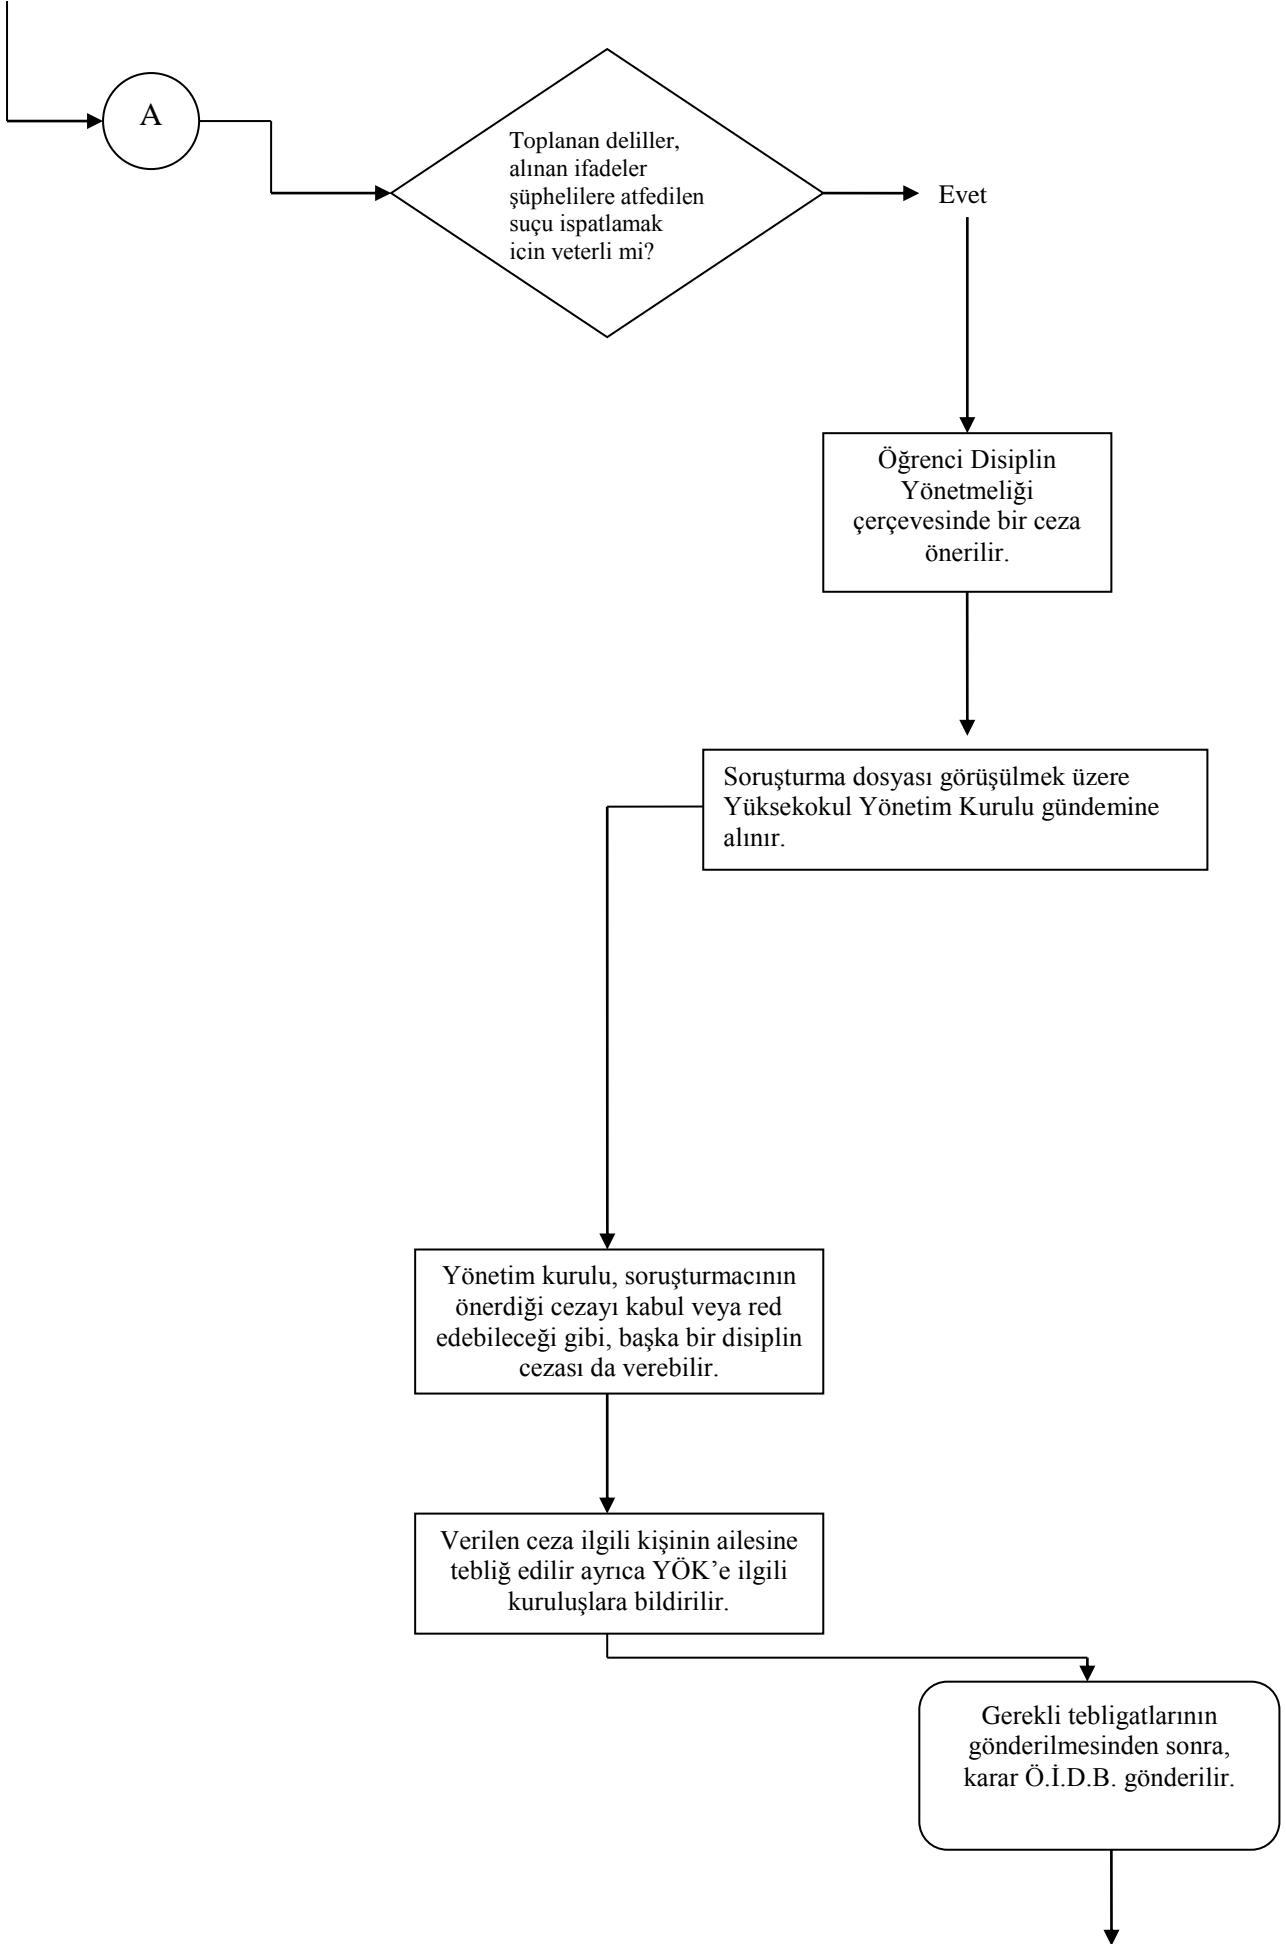 A
Toplanan deliller,
alınan ifadeler
şüphelilere atfedilen
suçu ispatlamak
için yeterli mi?
Evet
Öğrenci Disiplin
Yönetmeliği
çerçevesinde bir ceza
önerilir.
Soruşturma dosyası görüşülmek üzere
Yüksekokul Yönetim Kurulu gündemine
alınır.
Yönetim kurulu, soruşturmacının
önerdiği cezayı kabul veya red
edebileceği gibi, başka bir disiplin
cezası da verebilir.
Verilen ceza ilgili kişinin ailesine
tebliğ edilir ayrıca YÖK’e ilgili
kuruluşlara bildirilir.
Gerekli tebligatlarının
gönderilmesinden sonra,
karar Ö.İ.D.B. gönderilir.